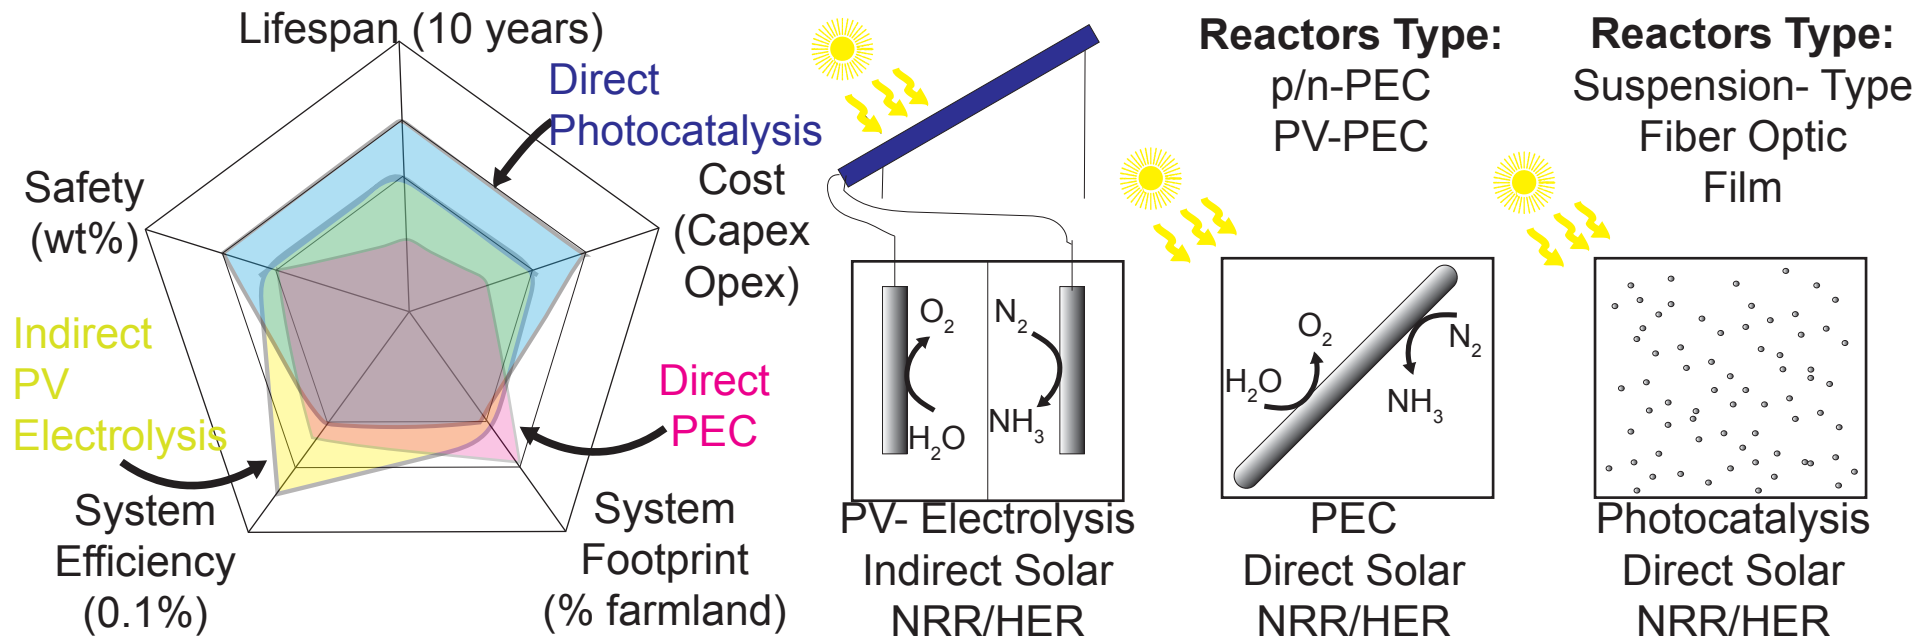 Lifespan (10 years)
Direct
Photocatalysis
Safety
(wt%)
Cost
(Capex
Opex)
Indirect
PV
Electrolysis
Direct
PEC
System
Efficiency
(0.1%)
System
Footprint
(% farmland)
O2
N2
NH3
H2O
PV- Electrolysis
Indirect Solar
NRR/HER
Reactors Type:
p/n-PEC
PV-PEC
O2
N2
H2O
NH3
PEC
Direct Solar
NRR/HER
Reactors Type:
Suspension- Type
Fiber Optic
Film
Photocatalysis
Direct Solar
NRR/HER